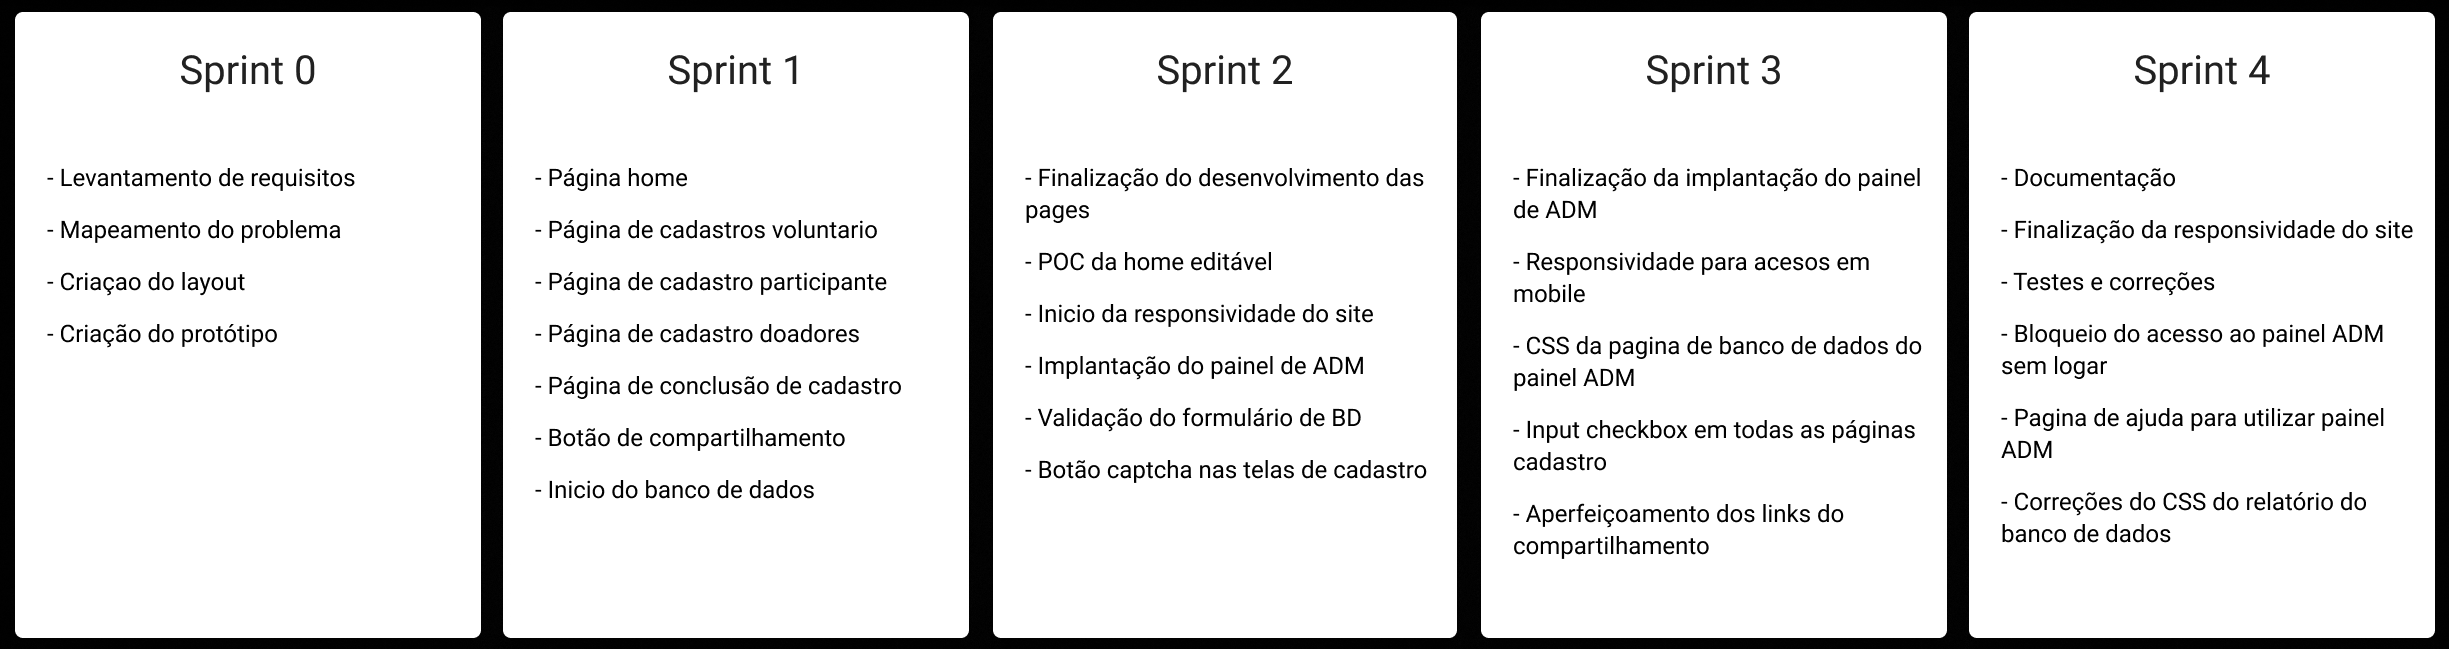 Sprint 0
- Levantamento de requisitos
- Mapeamento do problema
- Criaçao do layout
- Criação do protótipo
Sprint 1
- Página home
- Página de cadastros voluntario
- Página de cadastro participante
- Página de cadastro doadores
- Página de conclusão de cadastro
- Botão de compartilhamento
- Inicio do banco de dados
Sprint 2
- Finalização do desenvolvimento das
pages
- POC da home editável
- Inicio da responsividade do site
- Implantação do painel de ADM
- Validação do formulário de BD
- Botão captcha nas telas de cadastro
Sprint 3
- Finalização da implantação do painel
de ADM
- Responsividade para acesos em
mobile
- CSS da pagina de banco de dados do
painel ADM
- Input checkbox em todas as páginas
cadastro
- Aperfeiçoamento dos links do
compartilhamento
Sprint 4
- Documentação
- Finalização da responsividade do site
- Testes e correções
- Bloqueio do acesso ao painel ADM
sem logar
- Pagina de ajuda para utilizar painel
ADM
- Correções do CSS do relatório do
banco de dados